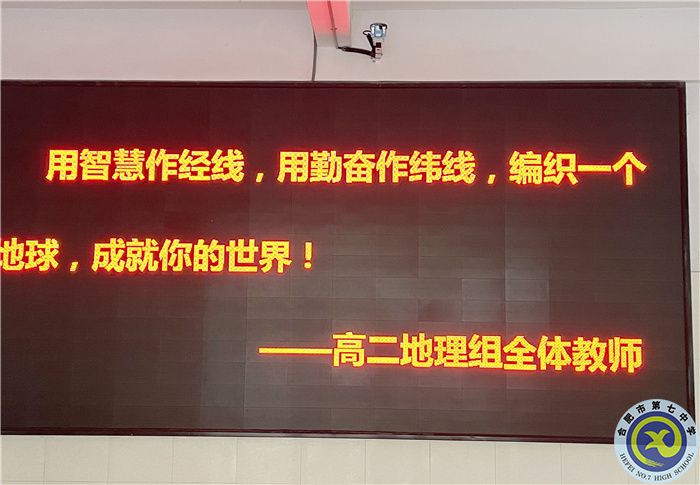 用智慧作经线，用勤奋作纬线，编织一个
地球，成就你的世界！
——高二地理组全体教师
合肥市第七中学
HEFEI NO.7 HIGH SCHOOL